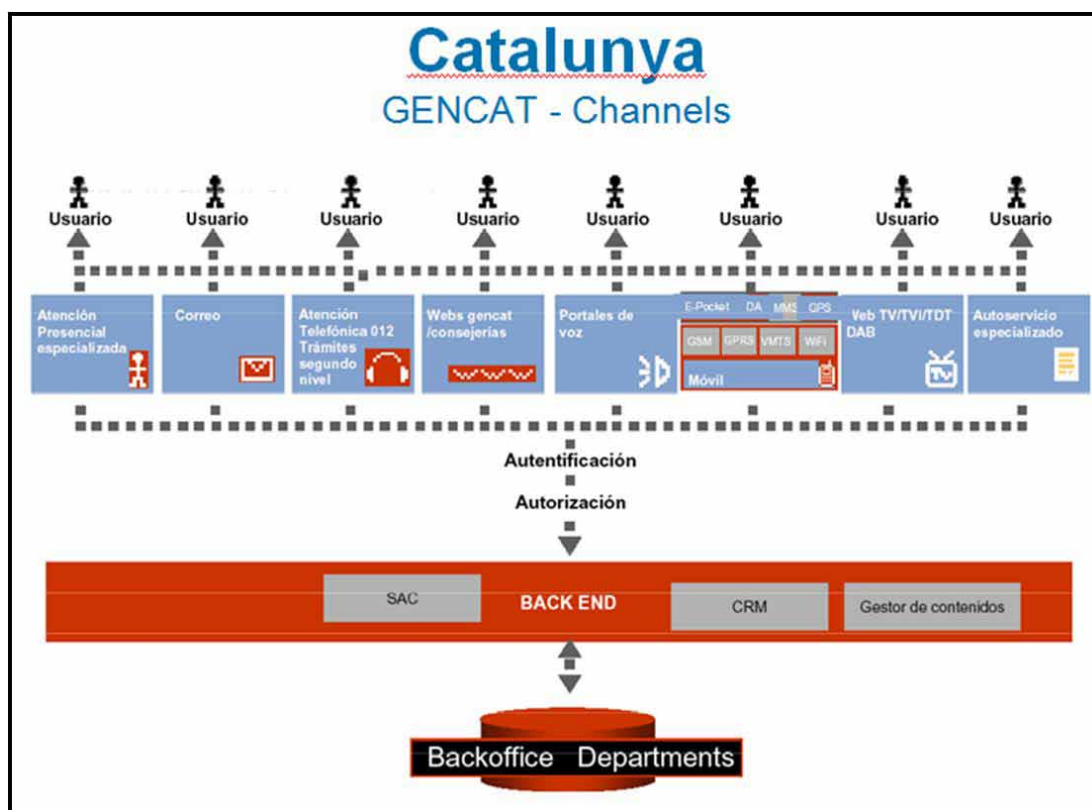 Catalunya
GENCAT - Channels
Usuario
Usuario
Usuario
Usuario
Usuario
Usuario
Usuario
Usuario
Atención
Presencial
especializada
Correo
Atención
Telefónica 012
Trámites
segundo
nivel
Webs gencat
/consejerias
Portales de
voz
E-Pocket DA MMS GPS
GSM GPRS VMTS WiFi
Móvil
Web TV/TVI/TDT
DAB
TV
Autoservicio
especializado
Autentificación
Autorización
SAC
BACK END
CRM
Gestor de contenidos
Backoffice Departments